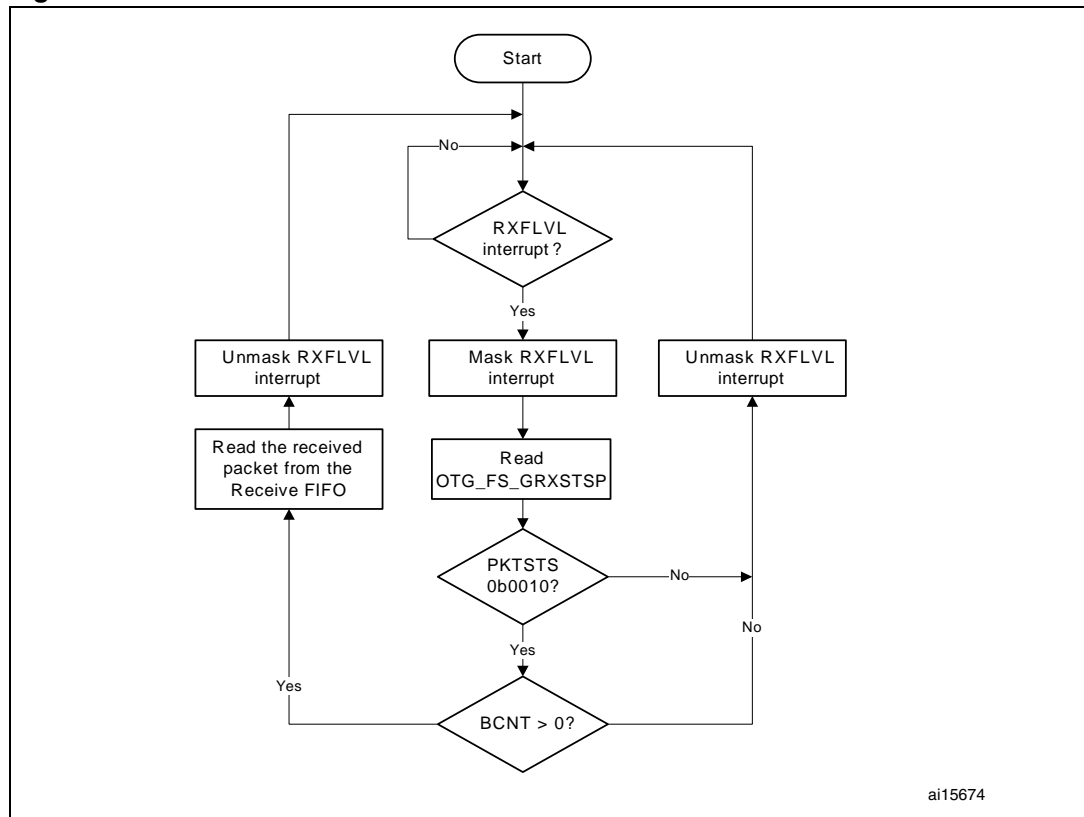 Start
No
RXFLVL
interrupt ?
Yes
Unmask RXFLVL
interrupt
Mask RXFLVL
interrupt
Unmask RXFLVL
interrupt
Read the received
packet from the
Receive FIFO
Read
OTG_FS_GRXSTSP
PKTSTS
0b0010?
No
No
Yes
Yes
BCNT > 0?
ai15674